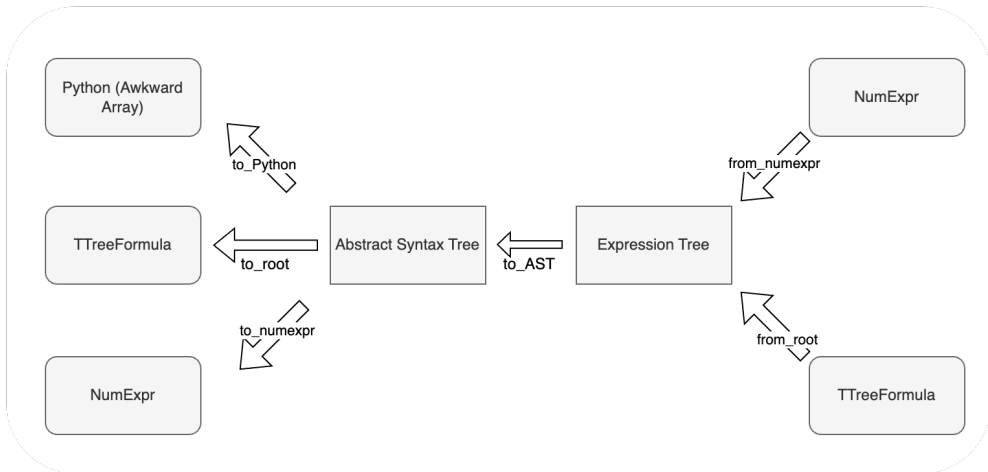 Python (Awkward
Array)
NumExpr
to_Python
from_numexpr
TTreeFormula
Abstract Syntax Tree
Expression Tree
to_root
to_AST
to_numexpr
from_root
NumExpr
TTreeFormula